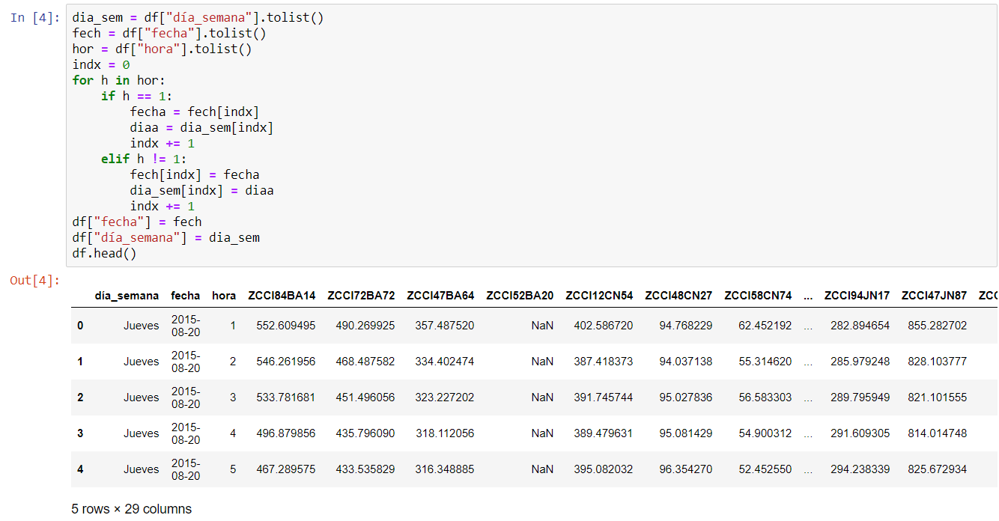 In [4]: dia_sem = df["día_semana"].tolist()
fech = df["fecha"].tolist()
hor = df["hora"].tolist()
indx = 0
for h in hor:
    if h == 1:
        fecha = fech[indx]
        diaa = dia_sem[indx]
        indx += 1
    elif h != 1:
        fech[indx] = fecha
        dia_sem[indx] = diaa
        indx += 1
df["fecha"] = fech
df["día_semana"] = dia_sem
df.head()
Out[4]:
día_semana fecha hora ZCCI84BA14 ZCCI72BA72 ZCCI47BA64 ZCCI52BA20 ZCCI12CN54 ZCCI48CN27 ZCCI58CN74 ... ZCCI94JN17 ZCCI47JN87
0 Jueves 2015-08-20 1 552.609495 490.269925 357.487520 NaN 402.586720 94.768229 62.452192 ... 282.894654 855.282702
1 Jueves 2015-08-20 2 546.261956 468.487582 334.402474 NaN 387.418373 94.037138 55.314620 ... 285.979248 828.103777
2 Jueves 2015-08-20 3 533.781681 451.496056 323.227202 NaN 391.745744 95.027836 56.583303 ... 289.795949 821.101555
3 Jueves 2015-08-20 4 496.879856 435.796090 318.112056 NaN 389.479631 95.081429 54.900312 ... 291.609305 814.014748
4 Jueves 2015-08-20 5 467.289575 433.535829 316.348885 NaN 395.082032 96.354270 52.452550 ... 294.238339 825.672934
5 rows × 29 columns